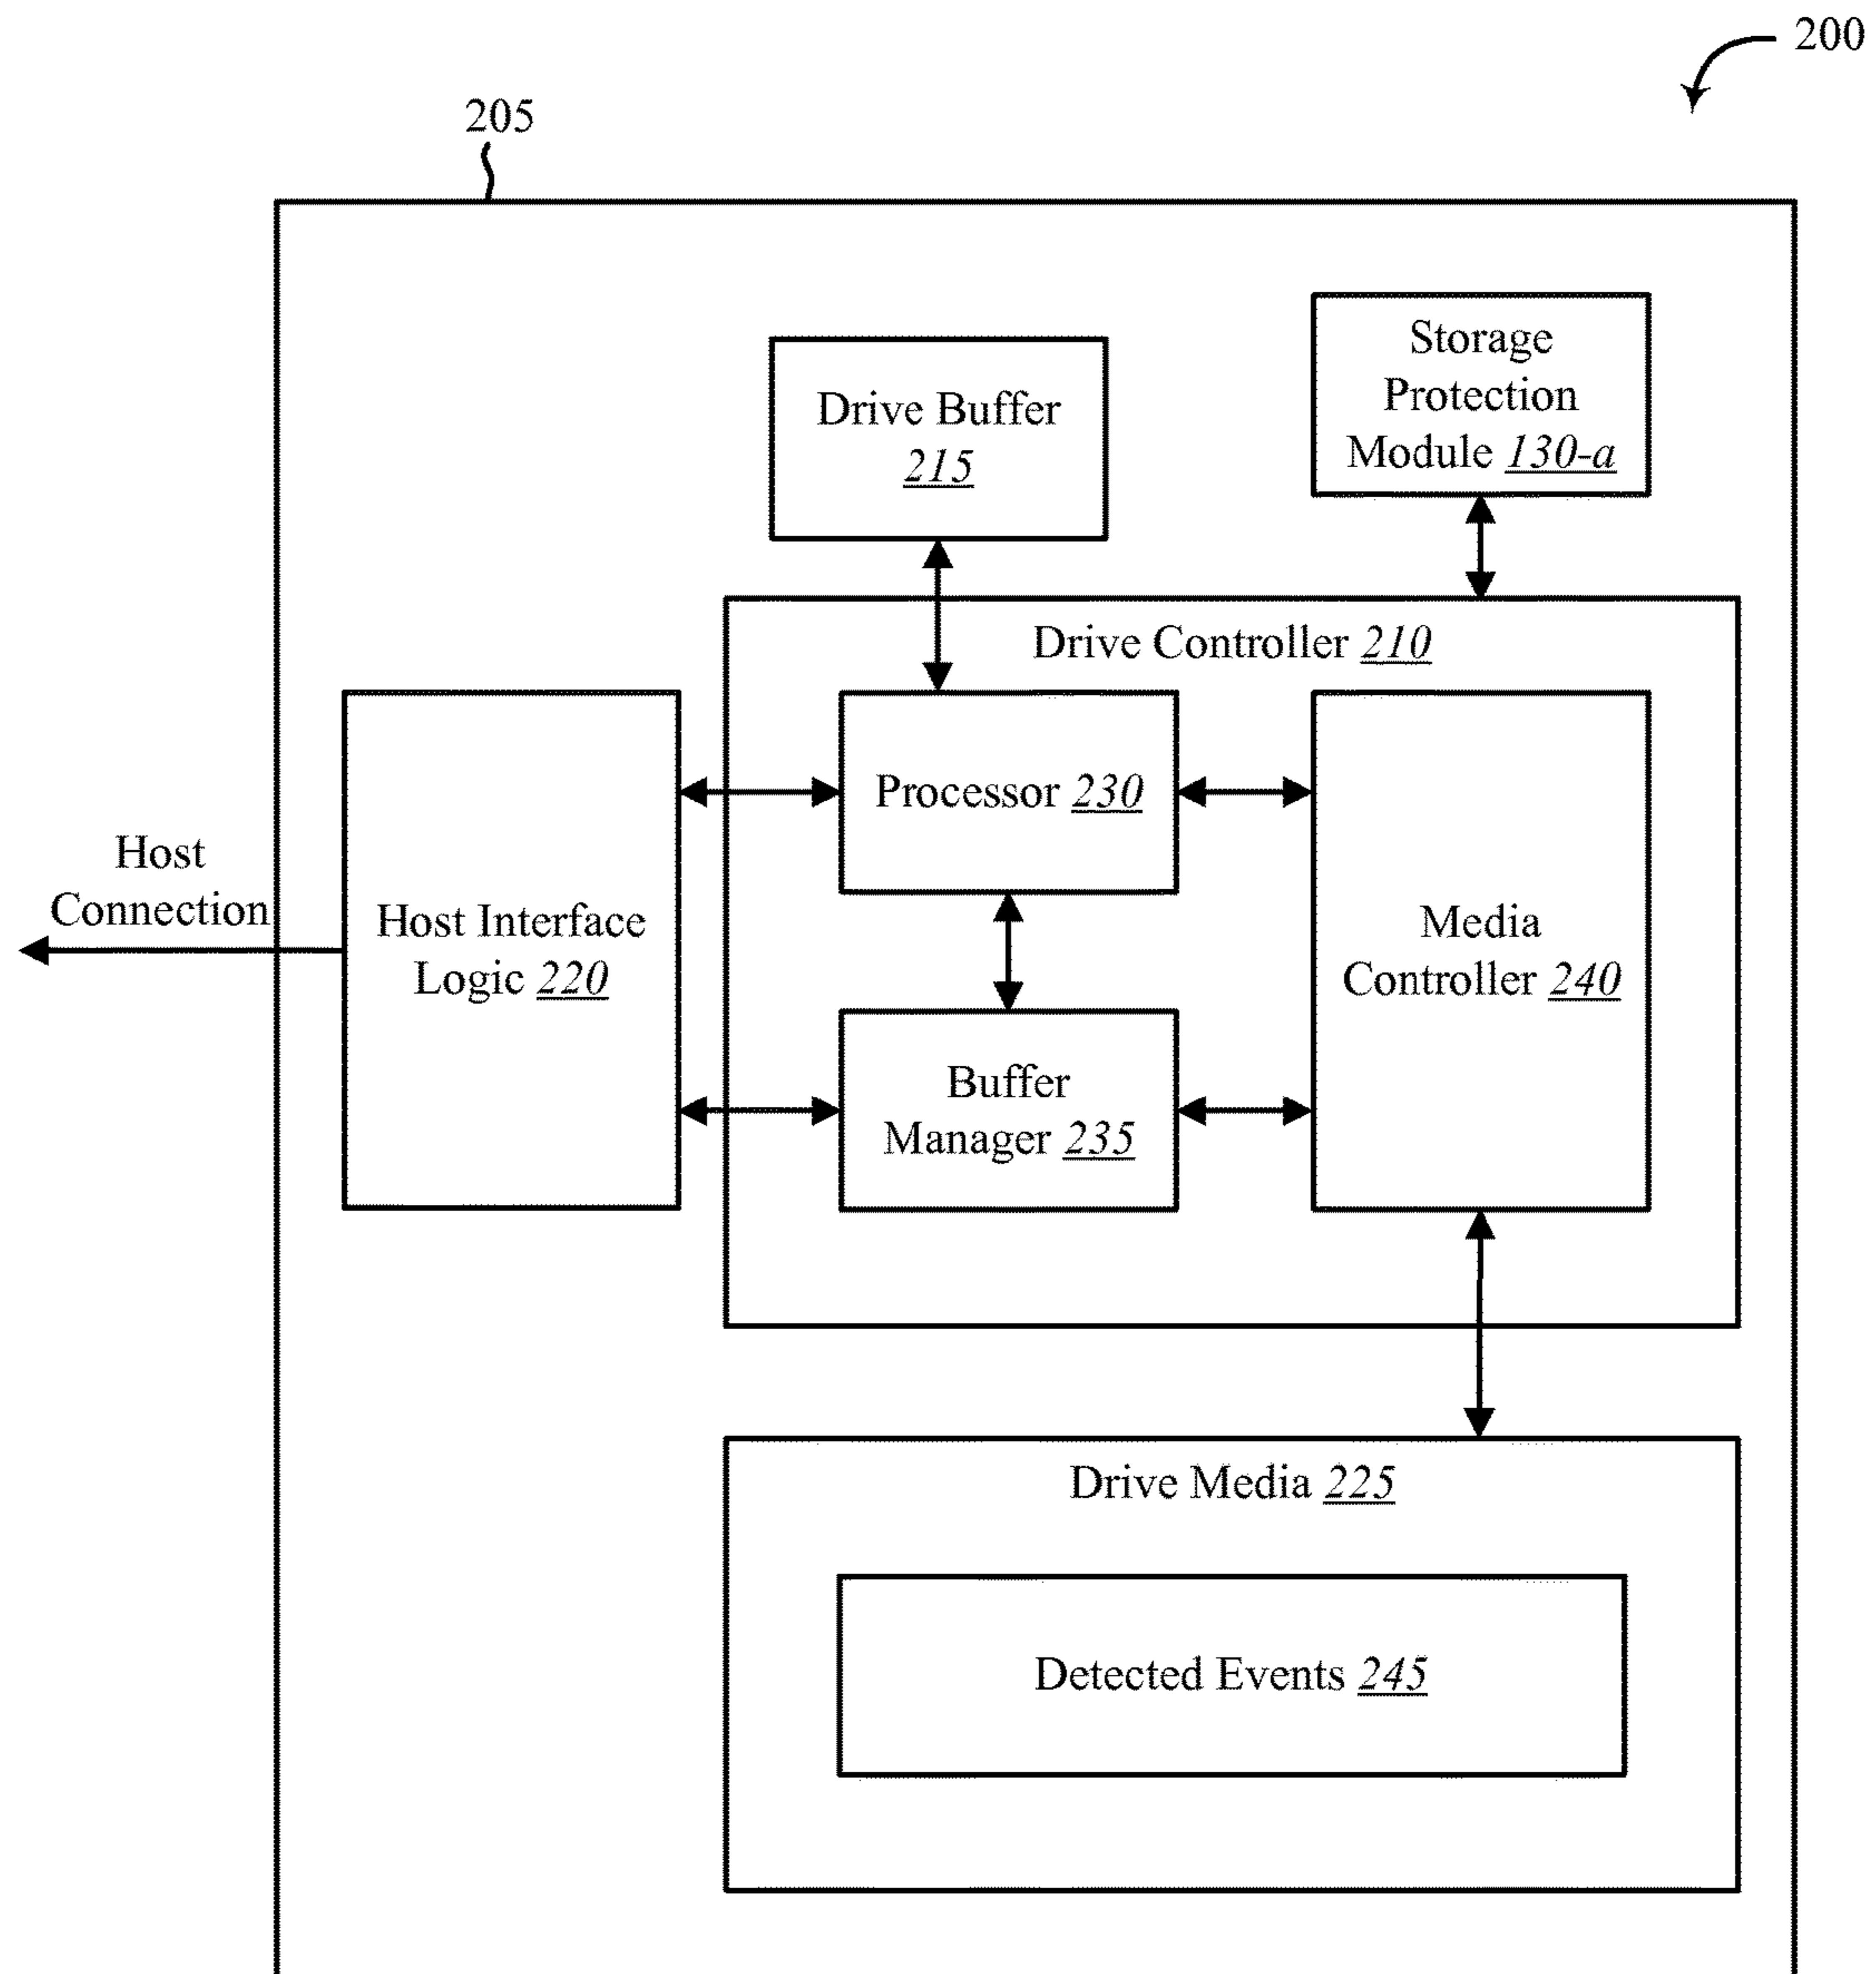 200
205
Storage
Protection
Module 130-a
Drive Buffer
215
Drive Controller 210
Processor 230
Host
Connection
Host Interface
Logic 220
Media
Controller 240
Buffer
Manager 235
Drive Media 225
Detected Events 245